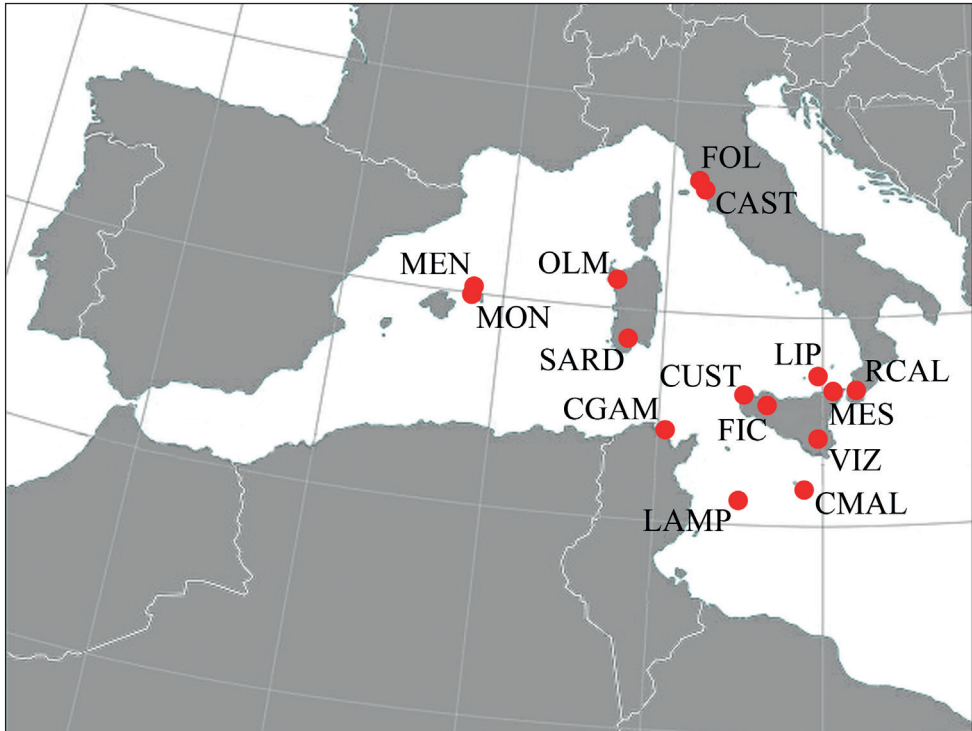 FOL
CAST
MEN
OLM
MON
SARD
LIP
RCAL
CUST
MES
CGAM
FIC
VIZ
CMAL
LAMP